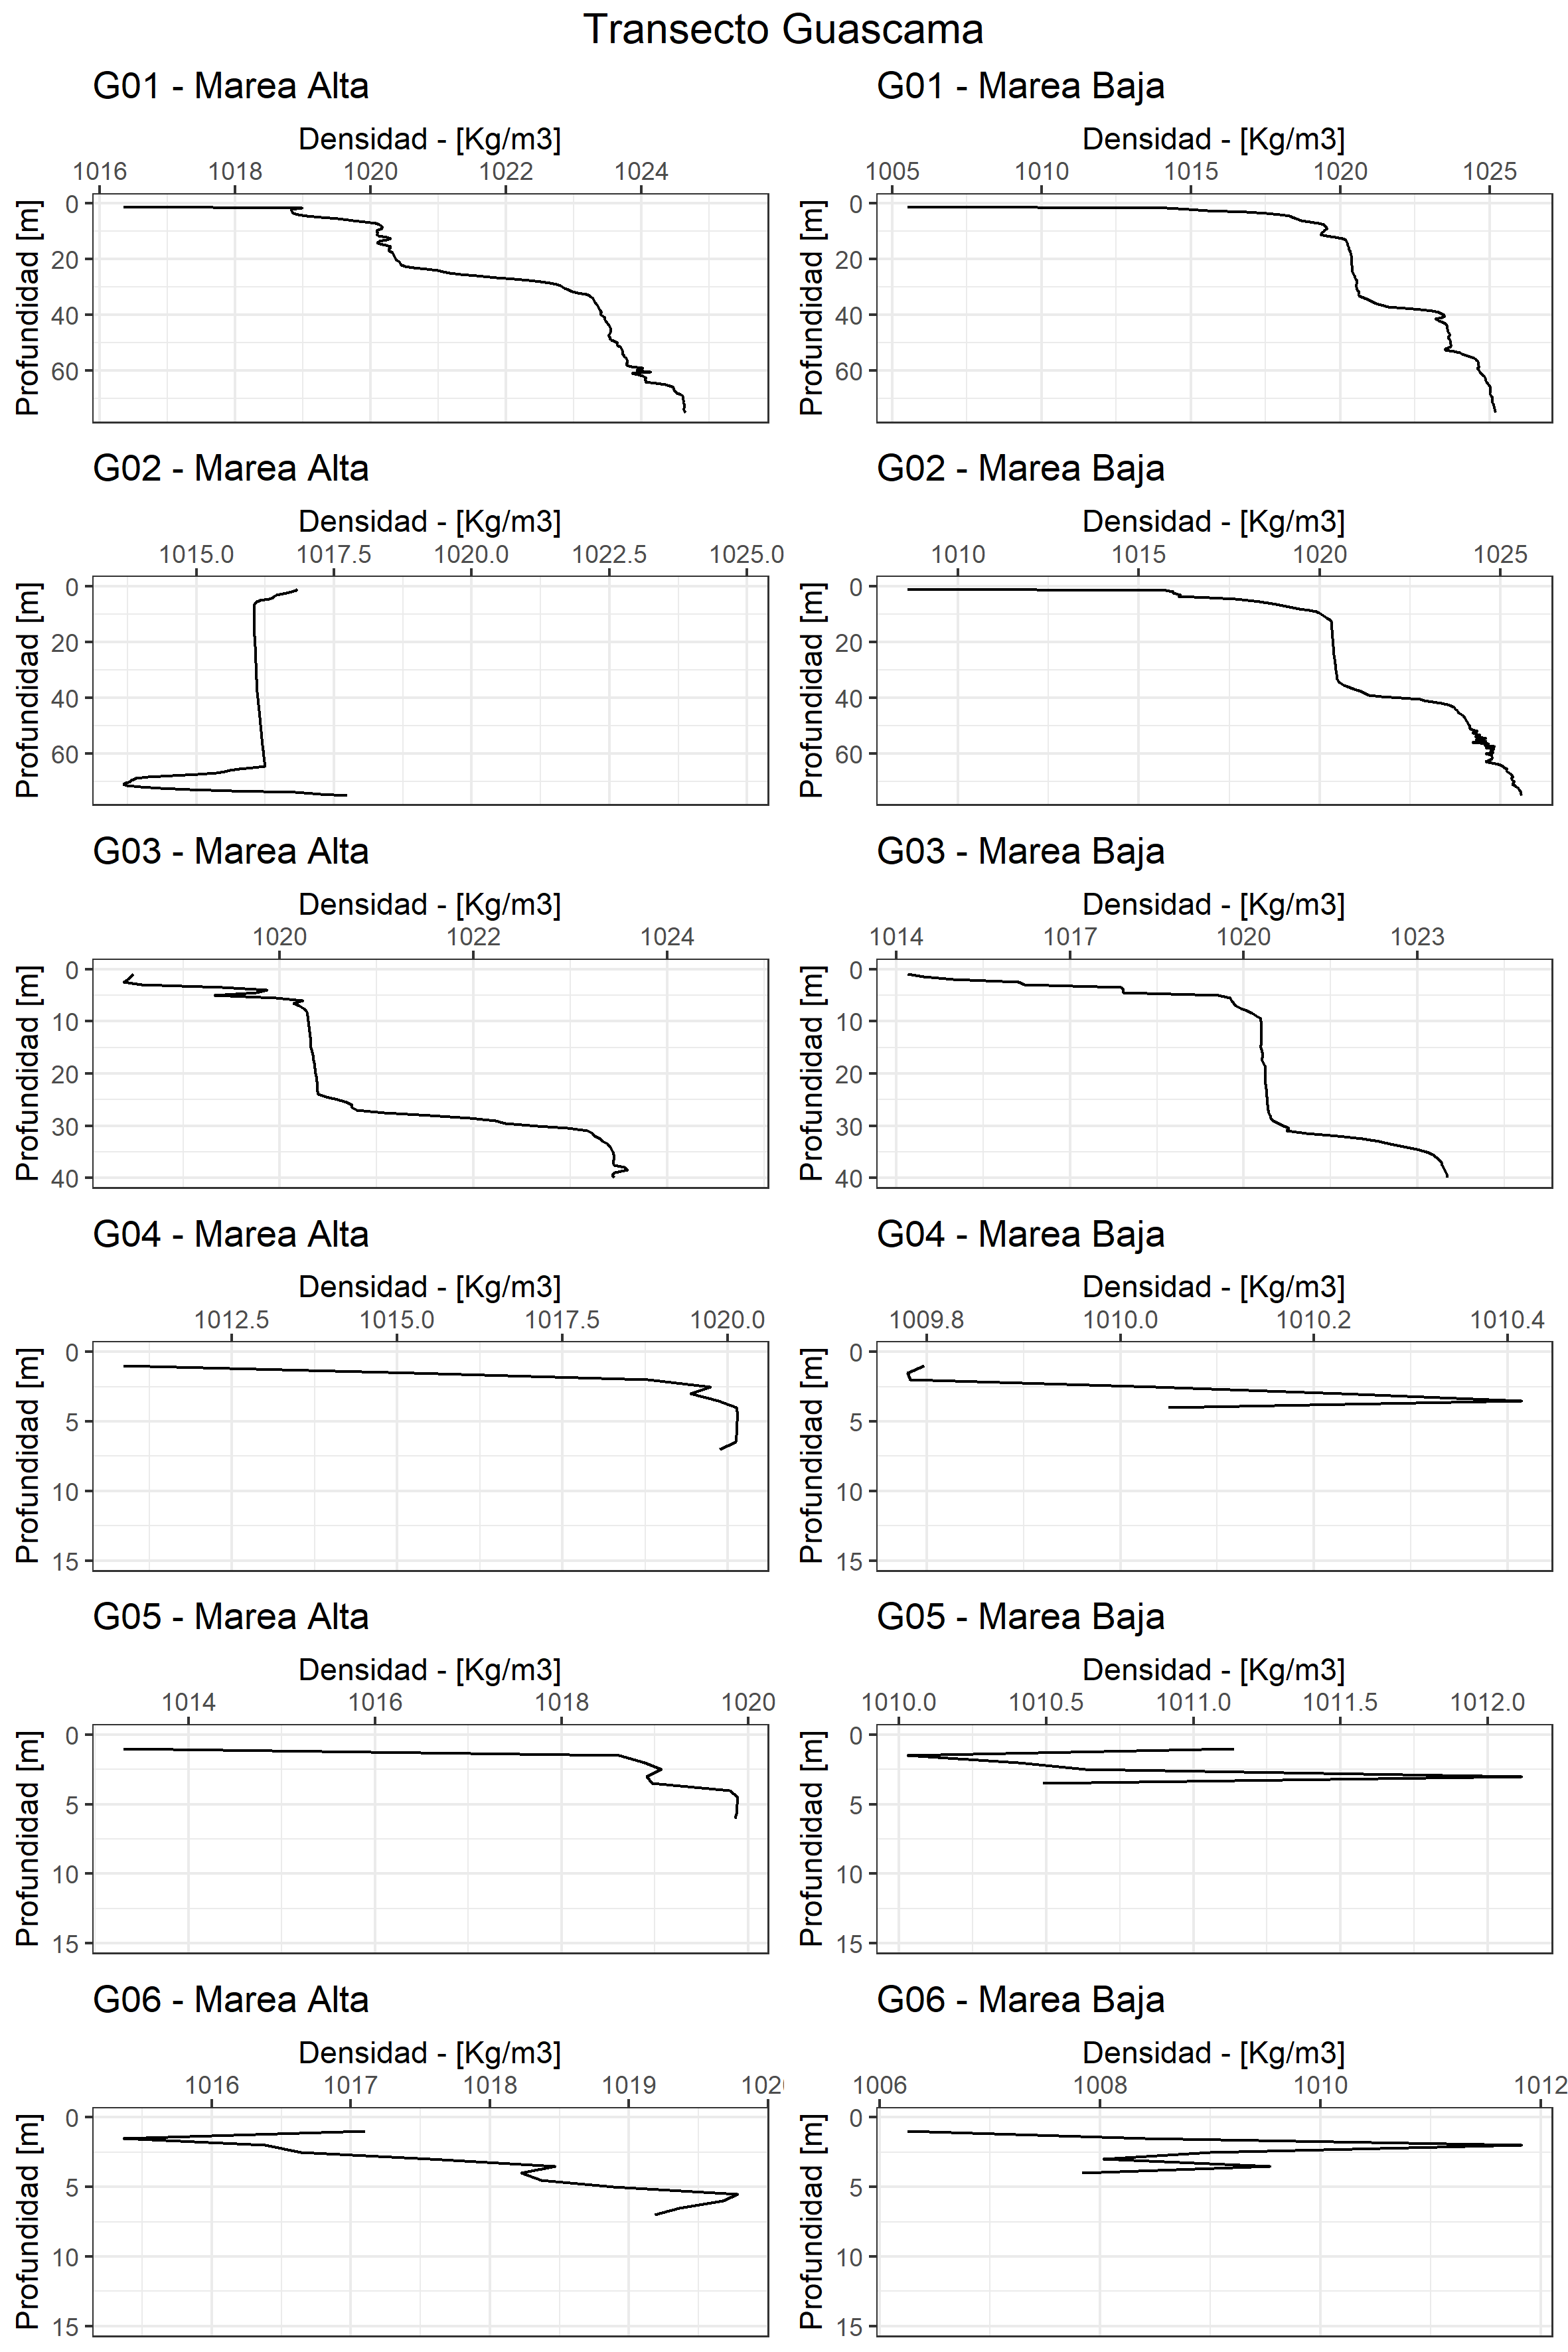 Transecto Guascama
G01 - Marea Alta
Densidad - [Kg/m3]
1016 1018 1020 1022 1024
Profundidad [m]
0
20
40
60
G01 - Marea Baja
Densidad - [Kg/m3]
1005 1010 1015 1020 1025
Profundidad [m]
0
20
40
60
G02 - Marea Alta
Densidad - [Kg/m3]
1015.0 1017.5 1020.0 1022.5 1025.0
Profundidad [m]
0
20
40
60
G02 - Marea Baja
Densidad - [Kg/m3]
1010 1015 1020 1025
Profundidad [m]
0
20
40
60
G03 - Marea Alta
Densidad - [Kg/m3]
1020 1022 1024
Profundidad [m]
0
10
20
30
40
G03 - Marea Baja
Densidad - [Kg/m3]
1014 1017 1020 1023
Profundidad [m]
0
10
20
30
40
G04 - Marea Alta
Densidad - [Kg/m3]
1012.5 1015.0 1017.5 1020.0
Profundidad [m]
0
5
10
15
G04 - Marea Baja
Densidad - [Kg/m3]
1009.8 1010.0 1010.2 1010.4
Profundidad [m]
0
5
10
15
G05 - Marea Alta
Densidad - [Kg/m3]
1014 1016 1018 1020
Profundidad [m]
0
5
10
15
G05 - Marea Baja
Densidad - [Kg/m3]
1010.0 1010.5 1011.0 1011.5 1012.0
Profundidad [m]
0
5
10
15
G06 - Marea Alta
Densidad - [Kg/m3]
1016 1017 1018 1019
Profundidad [m]
0
5
10
15
G06 - Marea Baja
Densidad - [Kg/m3]
1006 1008 1010 1012
Profundidad [m]
0
5
10
15